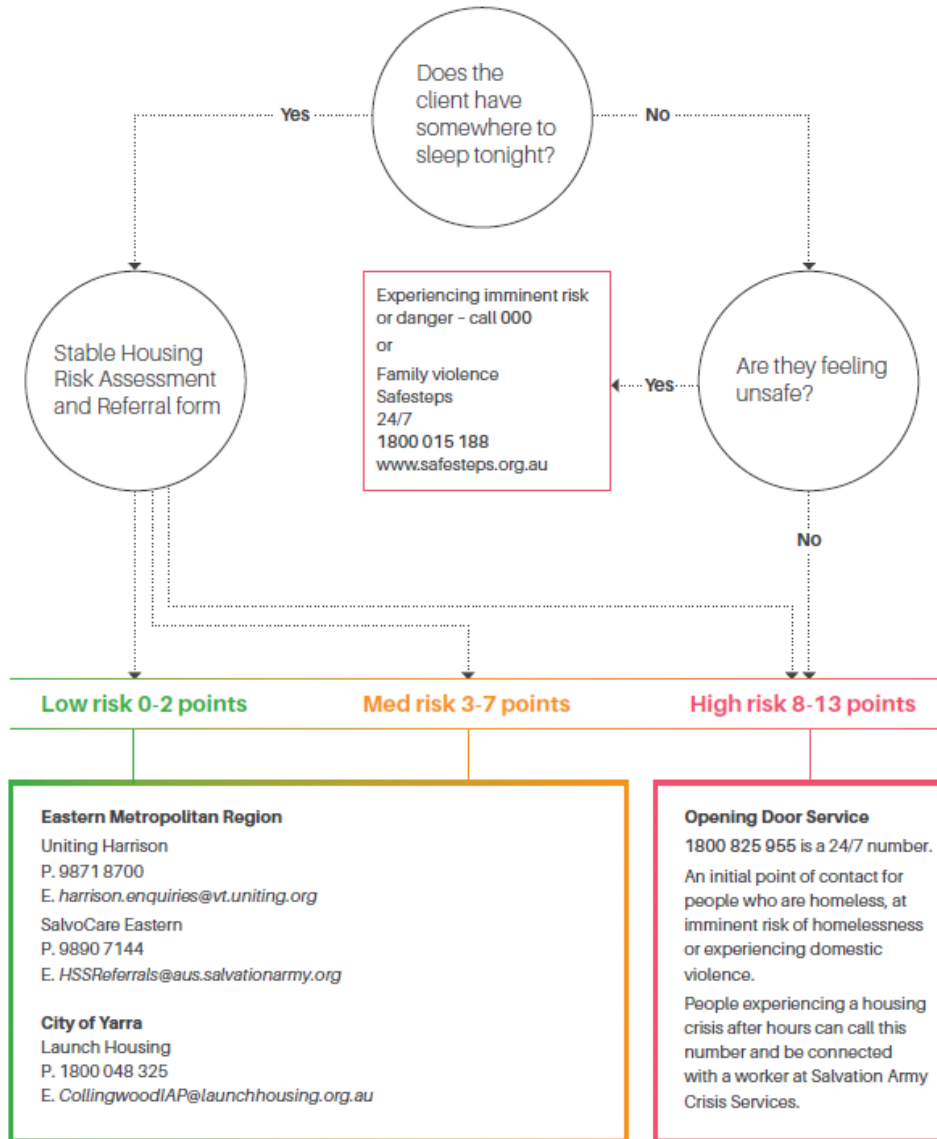 Does the
client have
somewhere to
sleep tonight?
Yes
No
Stable Housing
Risk Assessment
and Referral form
Experiencing imminent risk
or danger – call 000
or
Family violence
Safesteps
24/7
1800 015 188
www.safesteps.org.au
Yes
Are they feeling
unsafe?
No
Low risk 0-2 points
Med risk 3-7 points
High risk 8-13 points
Eastern Metropolitan Region
Uniting Harrison
P. 9871 8700
E. harrison.enquiries@vt.uniting.org
SalvoCare Eastern
P. 9890 7144
E. HSSReferrals@aus.salvationarmy.org
City of Yarra
Launch Housing
P. 1800 048 325
E. CollingwoodIAP@launchhousing.org.au
Opening Door Service
1800 825 955 is a 24/7 number.
An initial point of contact for
people who are homeless, at
imminent risk of homelessness
or experiencing domestic
violence.
People experiencing a housing
crisis after hours can call this
number and be connected
with a worker at Salvation Army
Crisis Services.